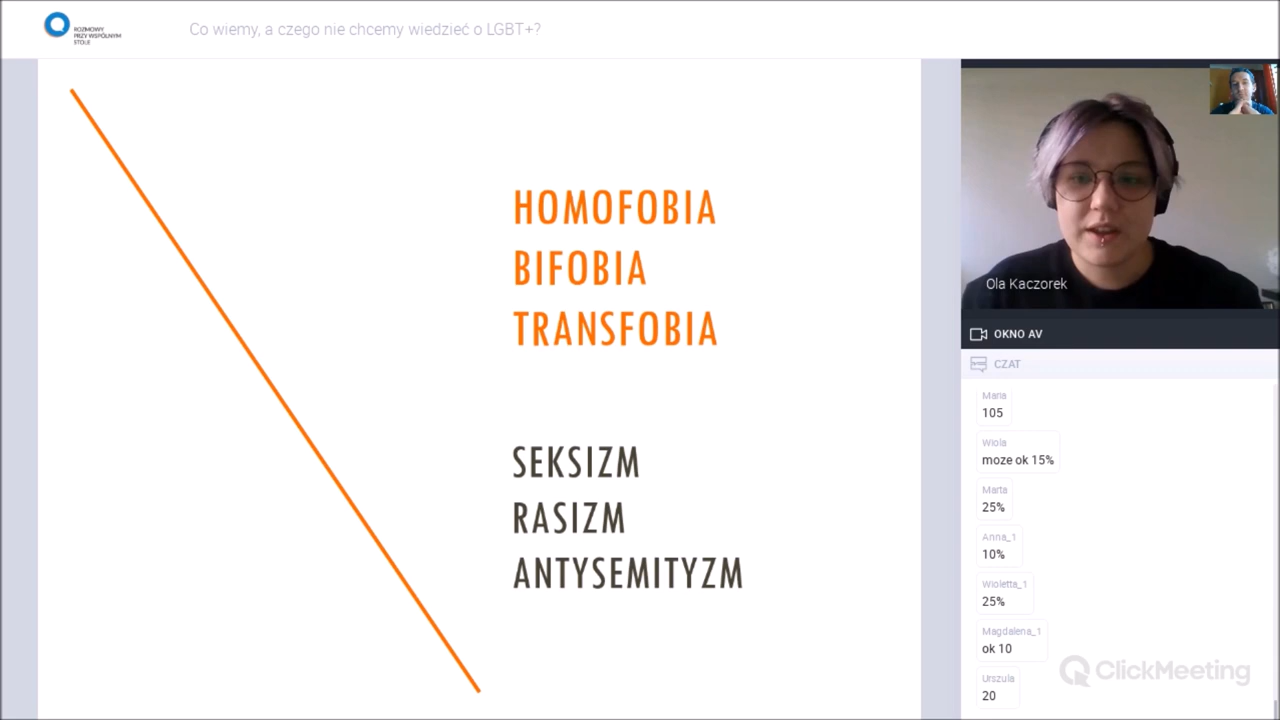 ROZMOWY
PRZY WSPÓLNYM
STOLE
Co wiemy, a czego nie chcemy wiedzieć o LGBT+?
HOMOFOBIA
BIFOBIA
TRANSFOBIA
SEKSIZM
RASIZM
ANTYSEMITYZM
Ola Kaczorek
OKNO AV
CZAT
Maria
105
Wiola
moze ok 15%
Marta
25%
Anna_1
10%
Wioletta_1
25%
Magdalena_1
ok 10
Urszula
20
ClickMeeting